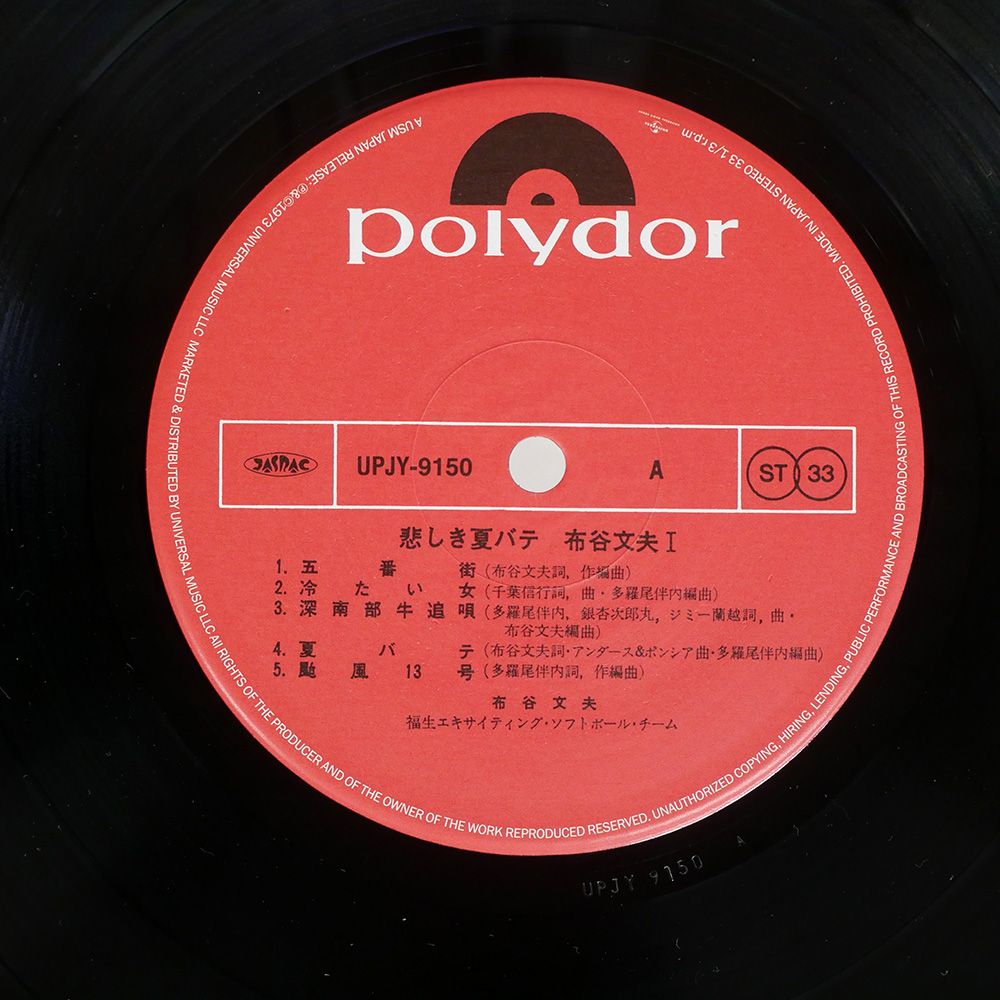 polydor
JASRAC
UPJY-9150
A
ST 33
悲しき夏バテ 布谷文夫 I
1. 五番街 (布谷文夫詞, 作編曲)
2. 冷たい女 (千葉信行詞, 曲・多羅尾伴内編曲)
3. 深南部牛追唄 (多羅尾伴内, 銀杏次郎丸, ジミー蘭越詞, 曲・
布谷文夫編曲)
4. 夏バテ (布谷文夫詞・アンダース&ポンシア曲・多羅尾伴内編曲)
5. 颱風13号 (多羅尾伴内詞, 作編曲)
布谷文夫
福生エキサイティング・ソフトボール・チーム
A USM JAPAN RELEASE; ℗&©1973 UNIVERSAL MUSIC LLC MARKETED & DISTRIBUTED BY UNIVERSAL MUSIC LLC All RIGHTS OF THE PRODUCER AND OF THE OWNER OF THE WORK REPRODUCED RESERVED. UNAUTHORIZED COPYING, HIRING, LENDING, PUBLIC PERFORMANCE AND BROADCASTING OF THIS RECORD PROHIBITED. MADE IN JAPAN STEREO 33 1/3 r.p.m
UPJY 9150 A